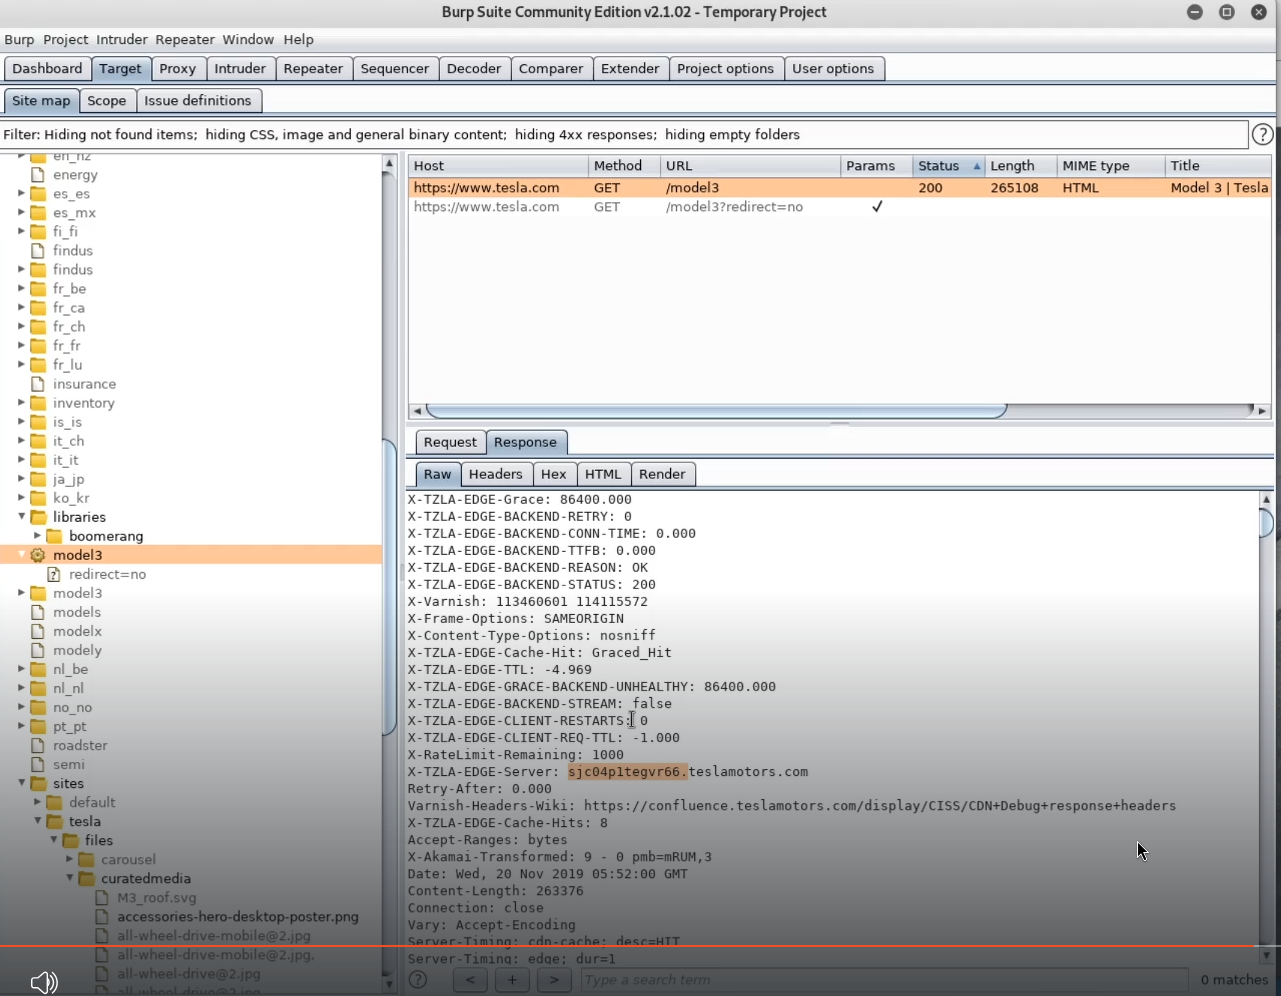 Burp Suite Community Edition v2.1.02 - Temporary Project
Burp Project Intruder Repeater Window Help
Dashboard Target Proxy Intruder Repeater Sequencer Decoder Comparer Extender Project options User options
Site map Scope Issue definitions
Filter: Hiding not found items; hiding CSS, image and general binary content; hiding 4xx responses; hiding empty folders ?
en_nz
energy
es_es
es_mx
fi_fi
findus
findus
fr_be
fr_ca
fr_ch
fr_fr
fr_lu
insurance
inventory
is_is
it_ch
it_it
ja_jp
ko_kr
libraries
boomerang
model3
redirect=no
model3
models
modelx
modely
nl_be
nl_nl
no_no
pt_pt
roadster
semi
sites
default
tesla
files
carousel
curatedmedia
M3_roof.svg
accessories-hero-desktop-poster.png
all-wheel-drive-mobile@2.jpg
all-wheel-drive-mobile@2.jpg.
all-wheel-drive@2.jpg
all-wheel-drive@2.jpg.
Host Method URL Params Status Length MIME type Title
https://www.tesla.com GET /model3 200 265108 HTML Model 3 | Tesla
https://www.tesla.com GET /model3?redirect=no ✓
Request Response
Raw Headers Hex HTML Render
X-TZLA-EDGE-Grace: 86400.000
X-TZLA-EDGE-BACKEND-RETRY: 0
X-TZLA-EDGE-BACKEND-CONN-TIME: 0.000
X-TZLA-EDGE-BACKEND-TTFB: 0.000
X-TZLA-EDGE-BACKEND-REASON: OK
X-TZLA-EDGE-BACKEND-STATUS: 200
X-Varnish: 113460601 114115572
X-Frame-Options: SAMEORIGIN
X-Content-Type-Options: nosniff
X-TZLA-EDGE-Cache-Hit: Graced_Hit
X-TZLA-EDGE-TTL: -4.969
X-TZLA-EDGE-GRACE-BACKEND-UNHEALTHY: 86400.000
X-TZLA-EDGE-BACKEND-STREAM: false
X-TZLA-EDGE-CLIENT-RESTARTS: 0
X-TZLA-EDGE-CLIENT-REQ-TTL: -1.000
X-RateLimit-Remaining: 1000
X-TZLA-EDGE-Server: sjc04p1tegvr66.teslamotors.com
Retry-After: 0.000
Varnish-Headers-Wiki: https://confluence.teslamotors.com/display/CISS/CDN+Debug+response+headers
X-TZLA-EDGE-Cache-Hits: 8
Accept-Ranges: bytes
X-Akamai-Transformed: 9 - 0 pmb=mRUM,3
Date: Wed, 20 Nov 2019 05:52:00 GMT
Content-Length: 263376
Connection: close
Vary: Accept-Encoding
Server-Timing: cdn-cache; desc=HIT
Server-Timing: edge; dur=1
? < + > Type a search term 0 matches